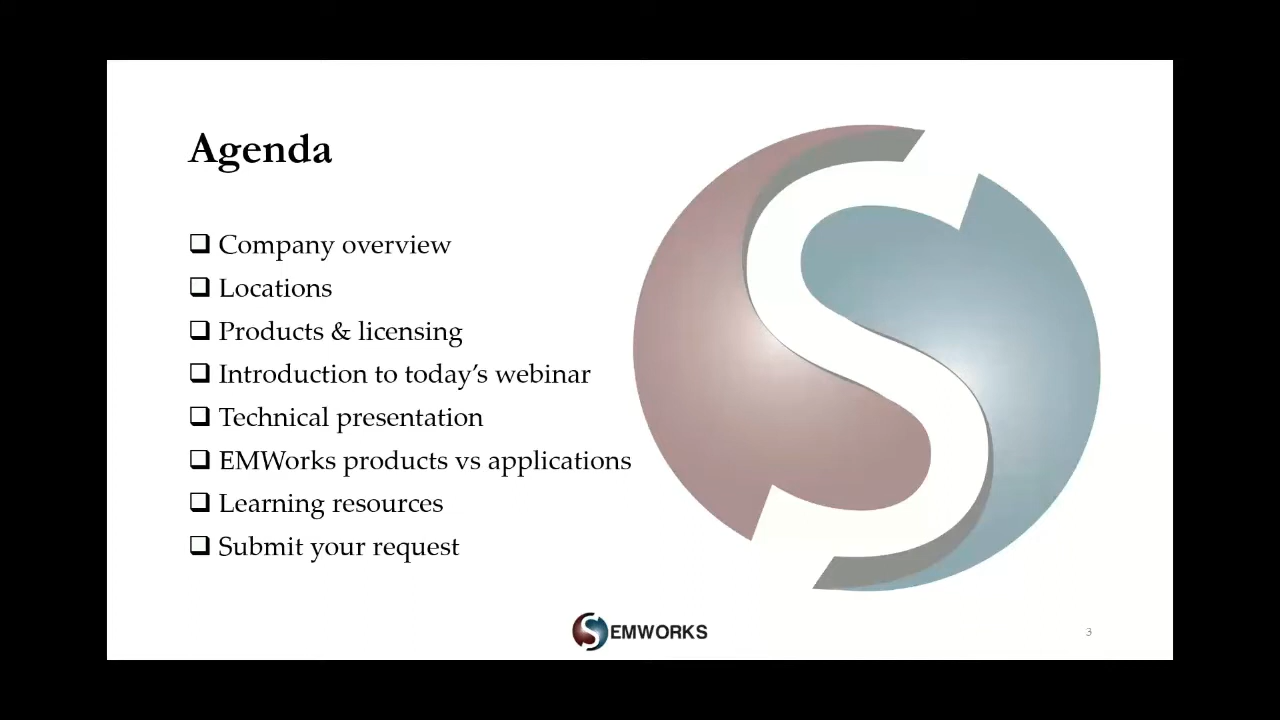 Agenda
❑ Company overview
❑ Locations
❑ Products & licensing
❑ Introduction to today’s webinar
❑ Technical presentation
❑ EMWorks products vs applications
❑ Learning resources
❑ Submit your request
EMWORKS
3